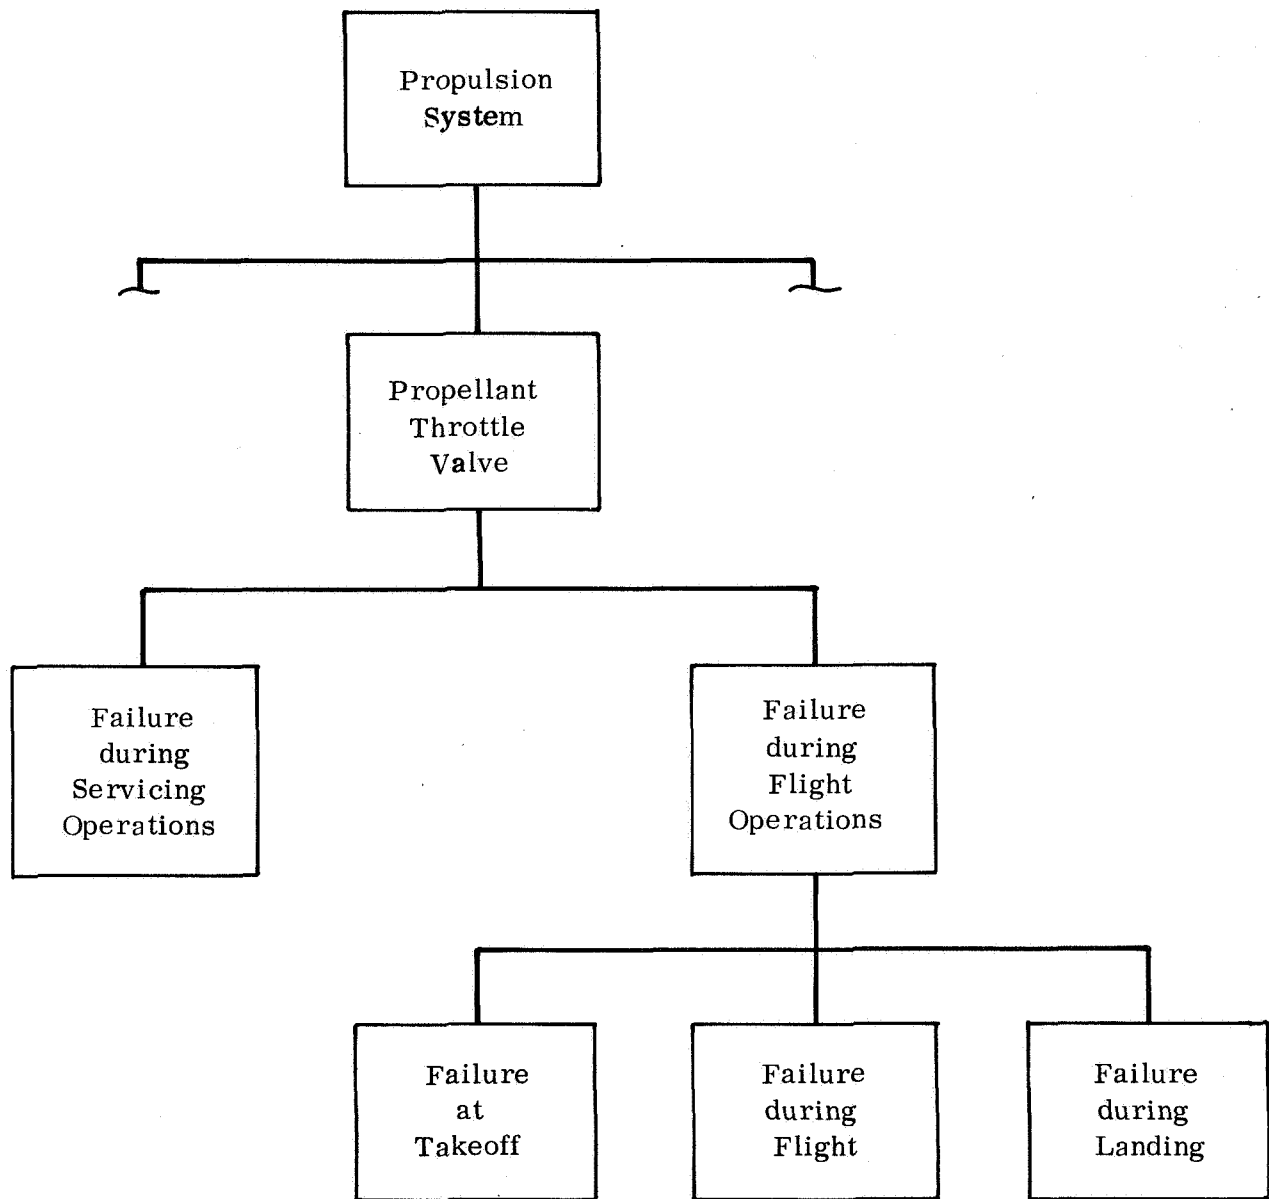 Propulsion
System
Propellant
Throttle
Valve
Failure
during
Servicing
Operations
Failure
during
Flight
Operations
Failure
at
Takeoff
Failure
during
Flight
Failure
during
Landing